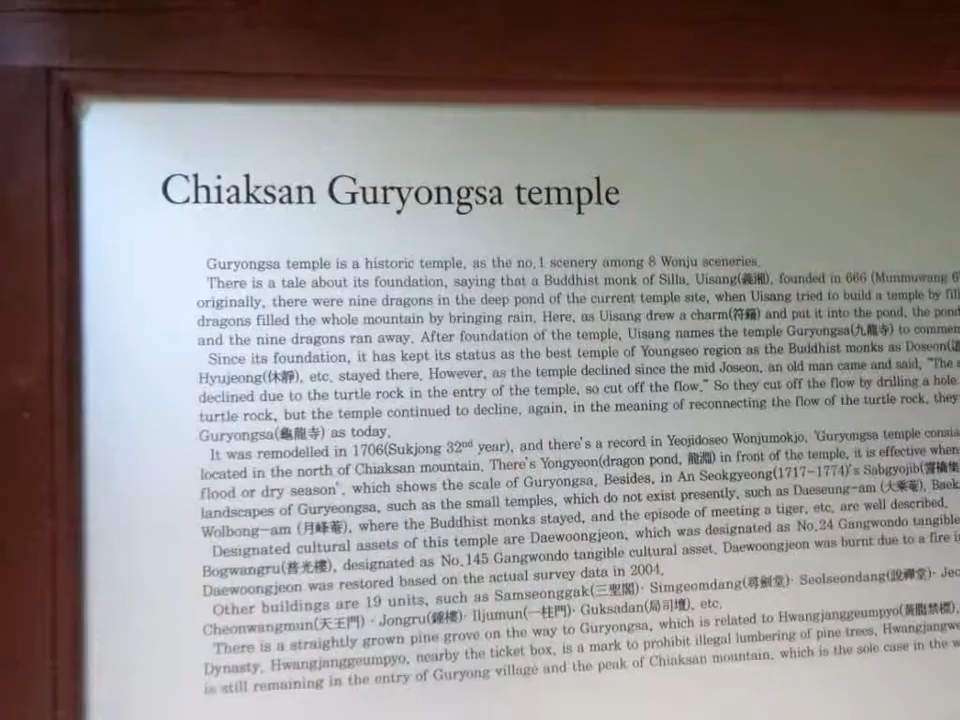 Chiaksan Guryongsa temple
Guryongsa temple is a historic temple, as the no.1 scenery among 8 Wonju sceneries.
There is a tale about its foundation, saying that a Buddhist monk of Silla, Uisang(義湘), founded in 666 (Munmuwang 6
originally, there were nine dragons in the deep pond of the current temple site, when Uisang tried to build a temple by fill
dragons filled the whole mountain by bringing rain. Here, as Uisang drew a charm(符籍) and put it into the pond, the pond
and the nine dragons ran away. After foundation of the temple, Uisang names the temple Guryongsa(九龍寺) to commem
Since its foundation, it has kept its status as the best temple of Youngseo region as the Buddhist monks as Doseon(道
Hyujeong(休靜), etc. stayed there. However, as the temple declined since the mid Joseon, an old man came and said, "The s
declined due to the turtle rock in the entry of the temple, so cut off the flow." So they cut off the flow by drilling a hole
turtle rock, but the temple continued to decline, again, in the meaning of reconnecting the flow of the turtle rock, they
Guryongsa(龜龍寺) as today.
It was remodelled in 1706(Sukjong 32nd year), and there's a record in Yeojidoseo Wonjumokjo, 'Guryongsa temple consis
located in the north of Chiaksan mountain. There's Yongyeon(dragon pond, 龍淵) in front of the temple, it is effective when
flood or dry season', which shows the scale of Guryongsa, Besides, in An Seokgyeong(1717-1774)'s Sabgyojib(霅橋集
landscapes of Guryeongsa, such as the small temples, which do not exist presently, such as Daeseung-am (大乘菴), Baek
Wolbong-am (月峰菴), where the Buddhist monks stayed, and the episode of meeting a tiger, etc. are well described.
Designated cultural assets of this temple are Daewoongjeon, which was designated as No.24 Gangwondo tangible
Bogwangru(普光樓), designated as No.145 Gangwondo tangible cultural asset. Daewoongjeon was burnt due to a fire i
Daewoongjeon was restored based on the actual survey data in 2004.
Other buildings are 19 units, such as Samseonggak(三聖閣)· Simgeomdang(尋劍堂)· Seolseondang(說禪堂)· Jeo
Cheonwangmun(天王門) · Jongru(鍾樓)· Iljumun(一柱門)· Guksadan(局司壇), etc.
There is a straightly grown pine grove on the way to Guryongsa, which is related to Hwangjanggeumpyo(黃腸禁標),
Dynasty. Hwangjanggeumpyo, nearby the ticket box, is a mark to prohibit illegal lumbering of pine trees, Hwangjangwe
is still remaining in the entry of Guryong village and the peak of Chiaksan mountain, which is the sole case in the w